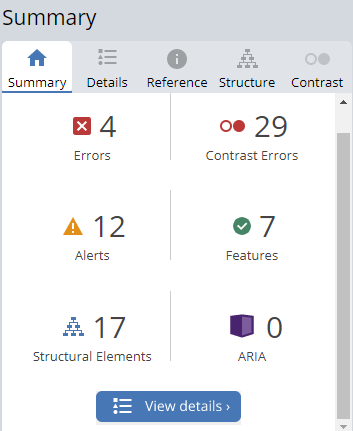 Summary
Summary Details Reference Structure Contrast
4 29
Errors Contrast Errors
12 7
Alerts Features
17 0
Structural Elements ARIA
View details ›